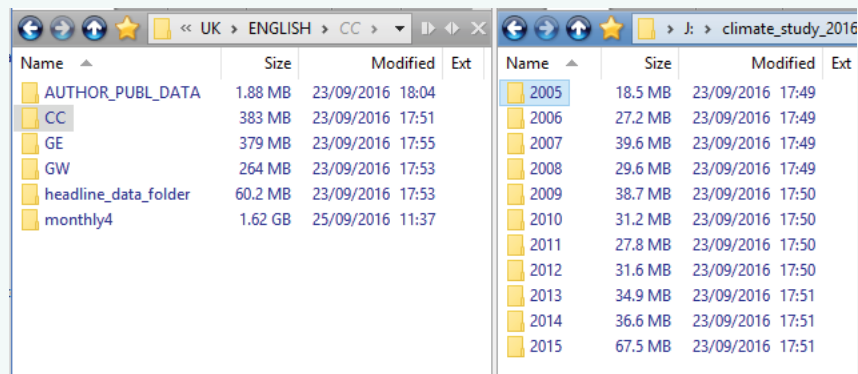 « UK › ENGLISH › CC ›
Name Size Modified Ext
AUTHOR_PUBL_DATA 1.88 MB 23/09/2016 18:04
CC 383 MB 23/09/2016 17:51
GE 379 MB 23/09/2016 17:55
GW 264 MB 23/09/2016 17:53
headline_data_folder 60.2 MB 23/09/2016 17:53
monthly4 1.62 GB 25/09/2016 11:37
› J: › climate_study_2016
Name Size Modified Ext
2005 18.5 MB 23/09/2016 17:49
2006 27.2 MB 23/09/2016 17:49
2007 39.6 MB 23/09/2016 17:49
2008 29.6 MB 23/09/2016 17:49
2009 38.7 MB 23/09/2016 17:50
2010 31.2 MB 23/09/2016 17:50
2011 27.8 MB 23/09/2016 17:50
2012 31.6 MB 23/09/2016 17:50
2013 34.9 MB 23/09/2016 17:51
2014 36.6 MB 23/09/2016 17:51
2015 67.5 MB 23/09/2016 17:51